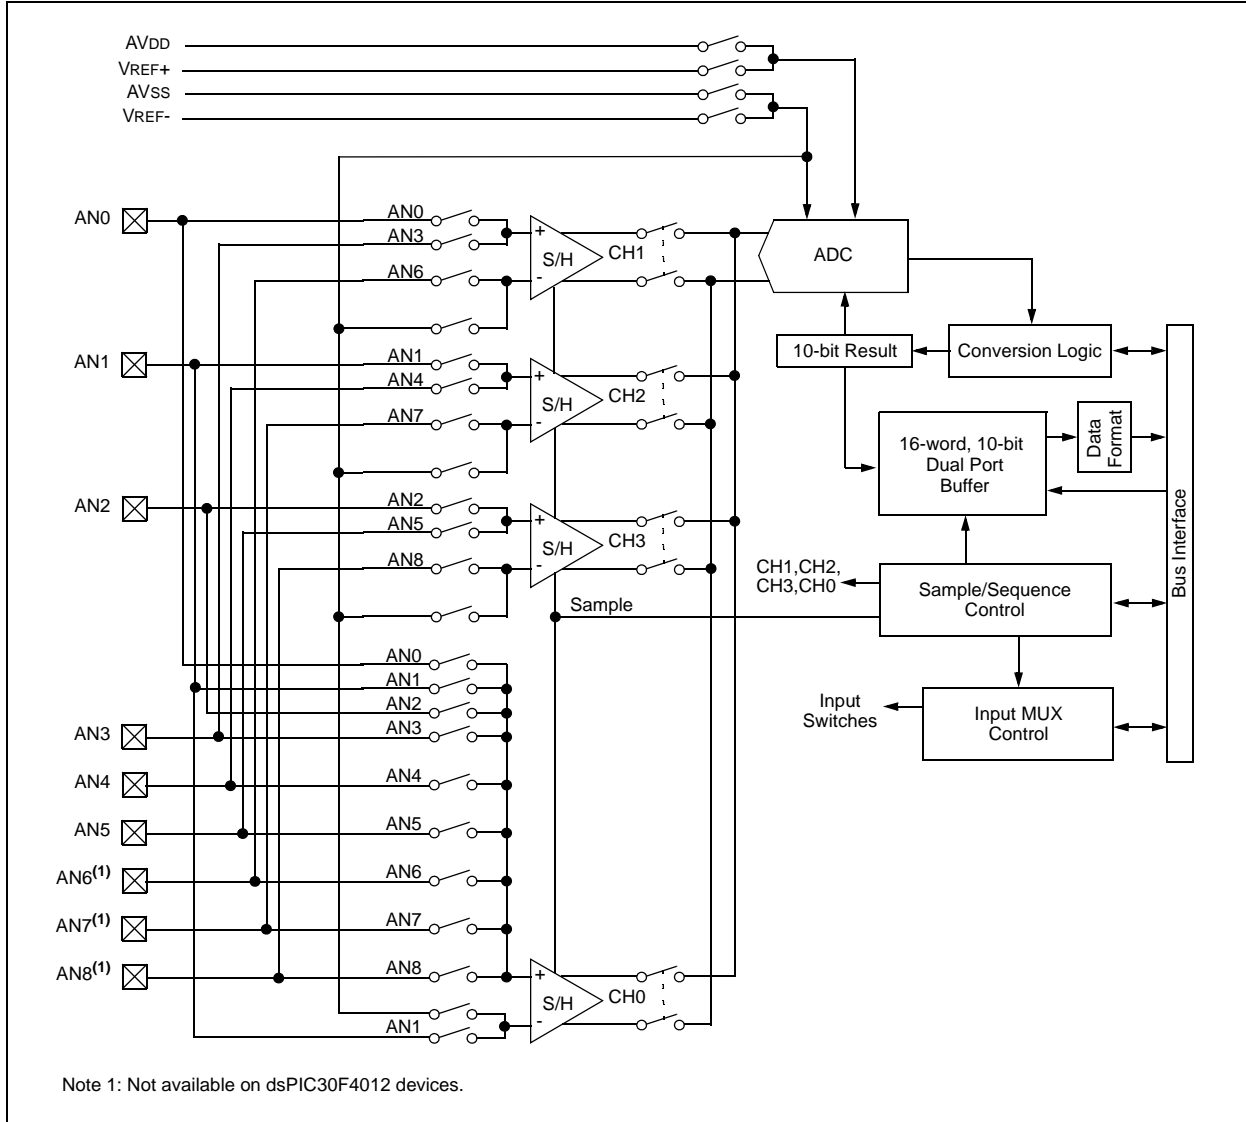 AVDD
VREF+
AVSS
VREF-
AN0
AN0
AN3
AN6
+
-
S/H
CH1
ADC
10-bit Result
Conversion Logic
AN1
AN1
AN4
AN7
+
-
S/H
CH2
16-word, 10-bit
Dual Port
Buffer
Data
Format
Bus Interface
AN2
AN2
AN5
AN8
+
-
S/H
CH3
CH1,CH2,
CH3,CH0
Sample/Sequence
Control
Sample
AN0
AN1
AN2
AN3
AN3
Input
Switches
Input MUX
Control
AN4
AN4
AN5
AN5
AN6(1)
AN6
AN7(1)
AN7
AN8(1)
AN8
AN1
+
-
S/H
CH0
Note 1: Not available on dsPIC30F4012 devices.